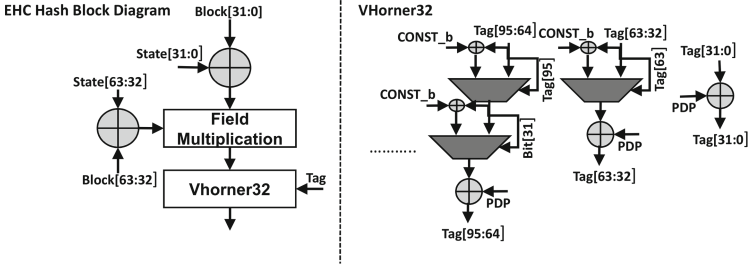 EHC Hash Block Diagram
Block[31:0]
State[31:0]
State[63:32]
Field
Multiplication
Block[63:32]
Vhorner32
Tag
VHorner32
CONST_b
Tag[95:64]
Tag[95]
CONST_b
Bit[31]
..........
PDP
Tag[95:64]
CONST_b
Tag[63:32]
Tag[63]
PDP
Tag[63:32]
Tag[31:0]
PDP
Tag[31:0]